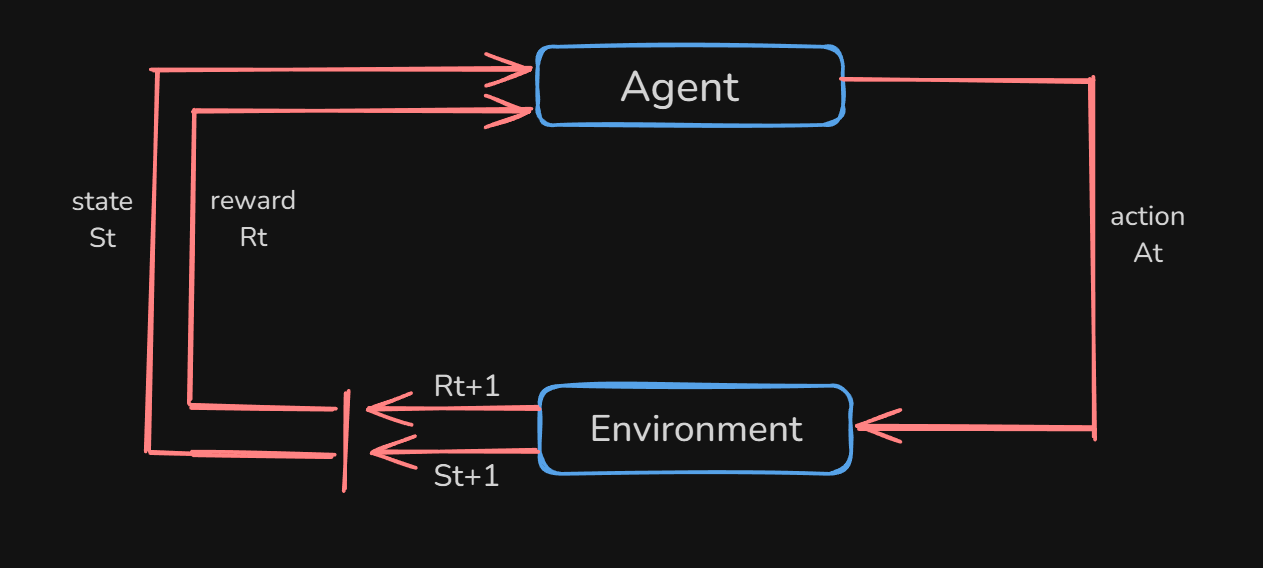 Agent
state
St
reward
Rt
action
At
Rt+1
Environment
St+1